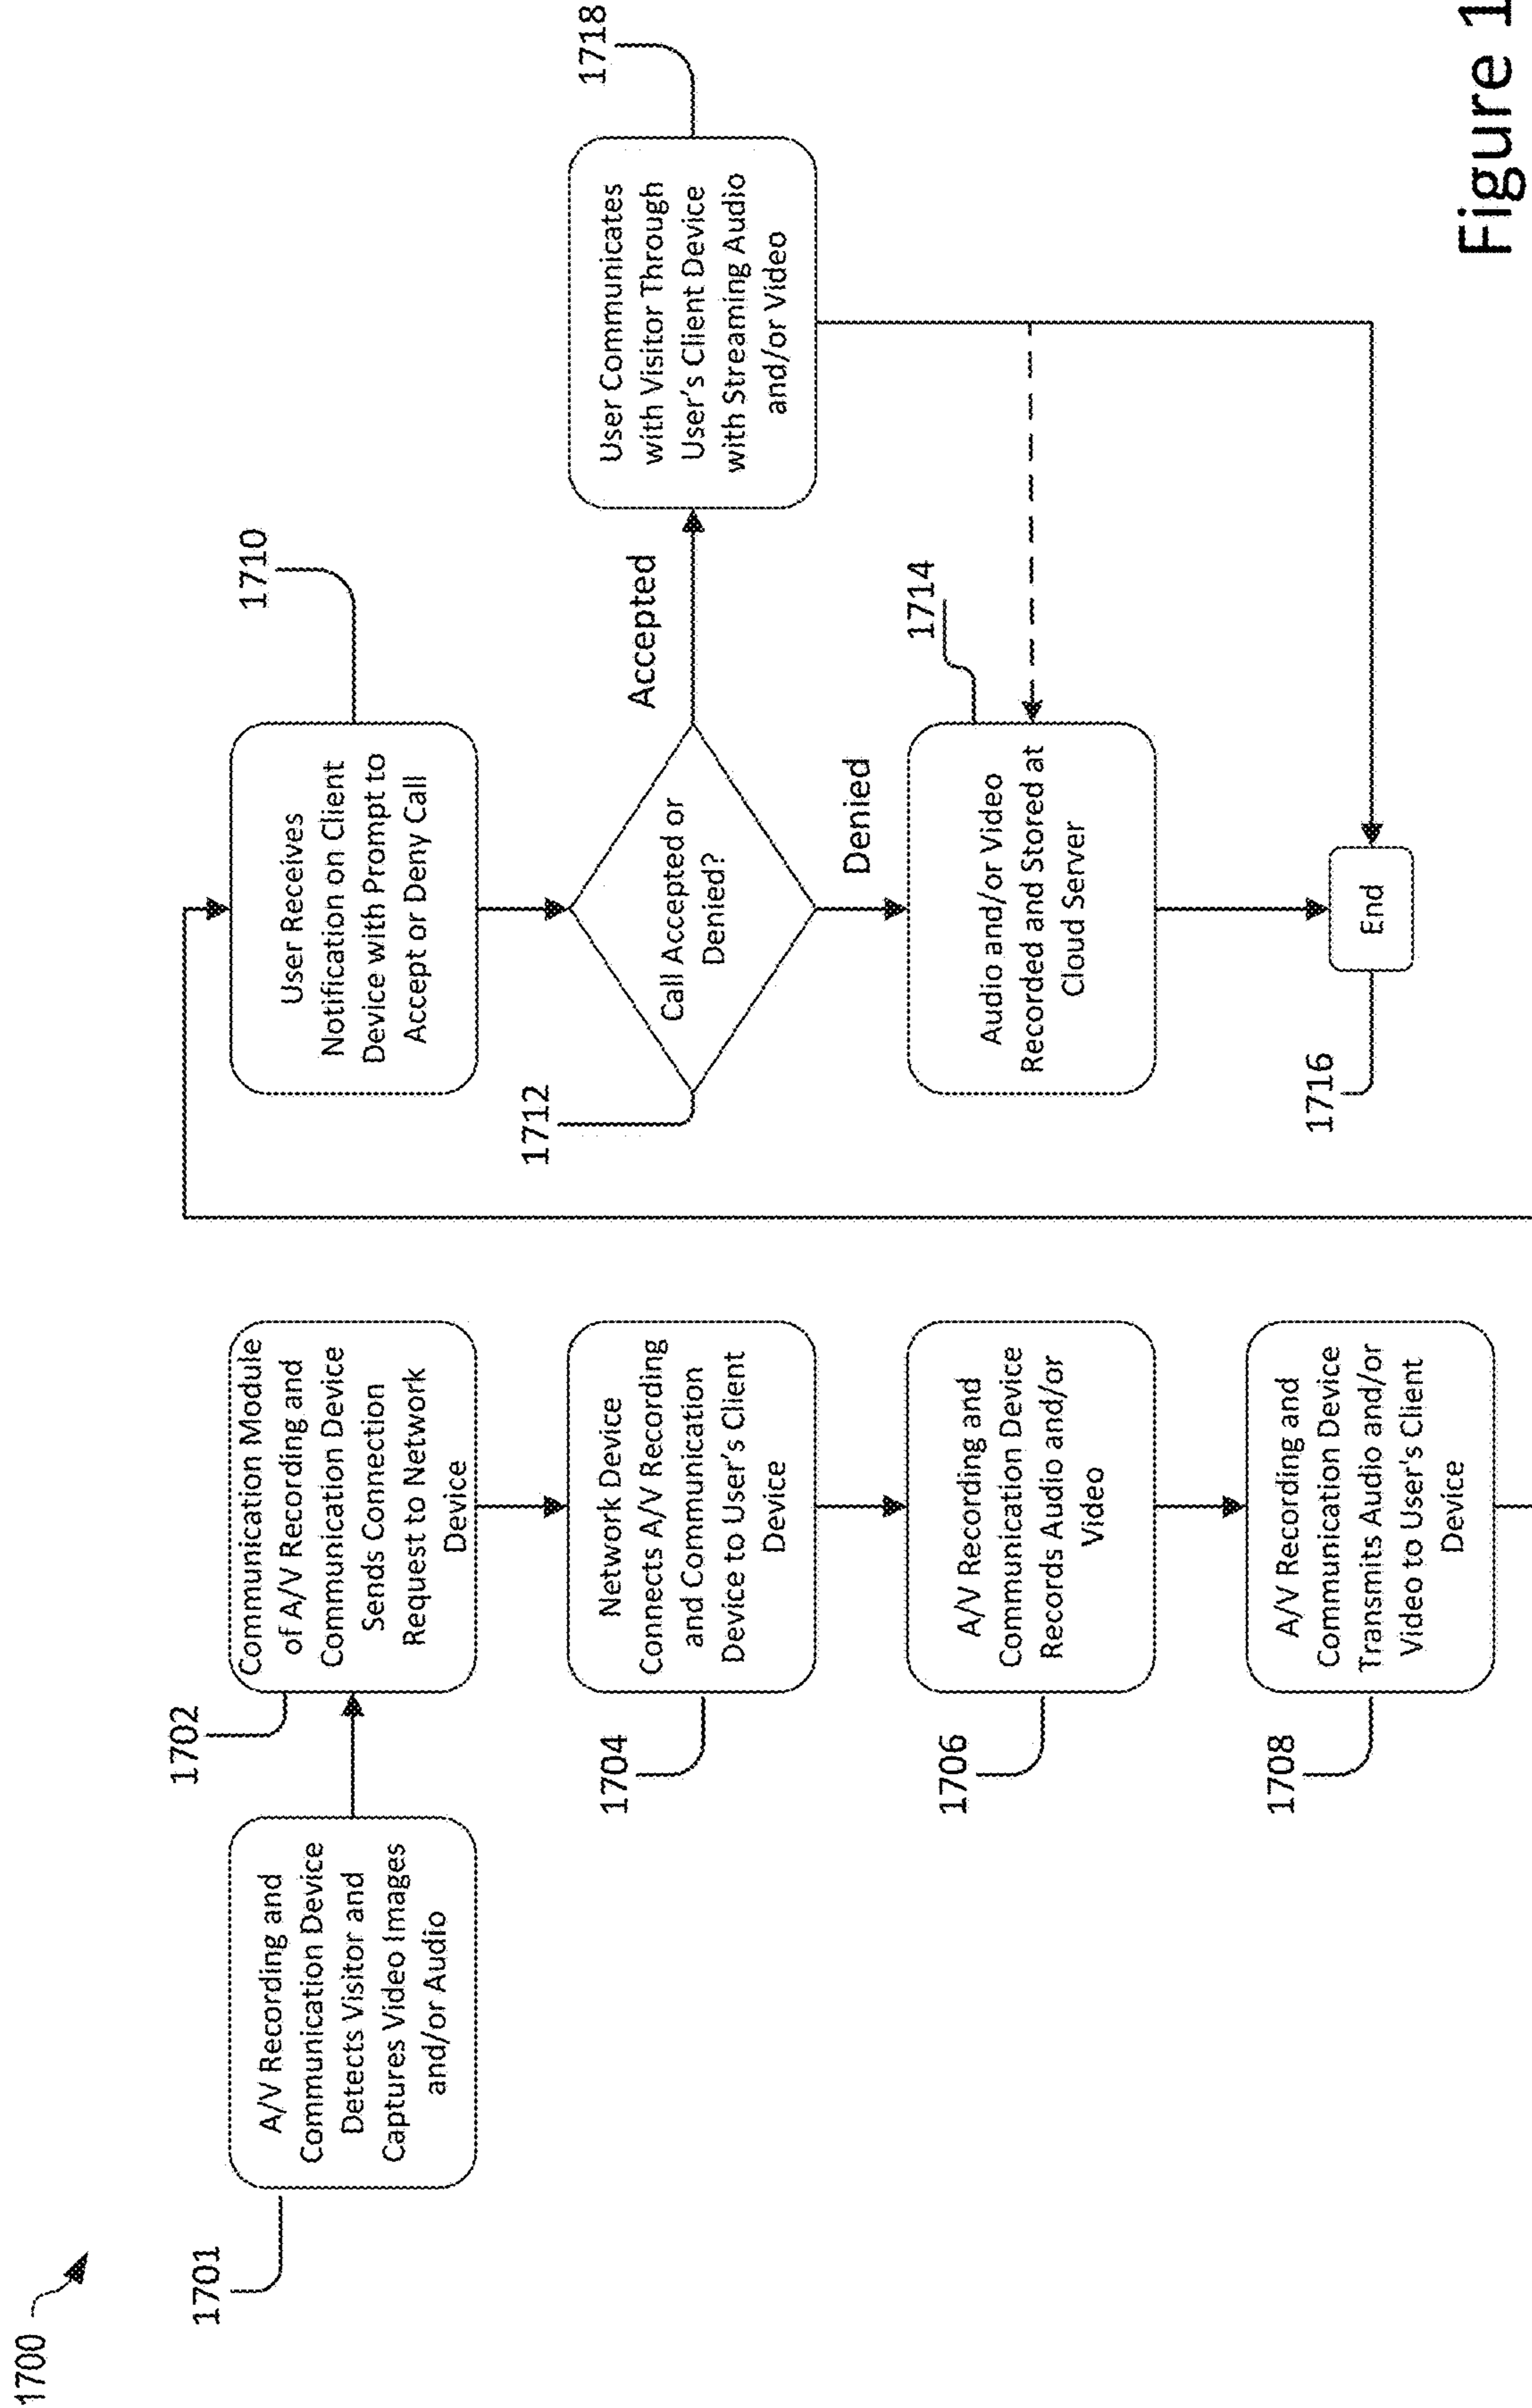 1700
1701
A/V Recording and
Communication Device
Detects Visitor and
Captures Video Images
and/or Audio
1702
Communication Module
of A/V Recording and
Communication Device
Sends Connection
Request to Network
Device
1704
Network Device
Connects A/V Recording
and Communication
Device to User's Client
Device
1706
A/V Recording and
Communication Device
Records Audio and/or
Video
1708
A/V Recording and
Communication Device
Transmits Audio and/or
Video to User's Client
Device
1710
User Receives
Notification on Client
Device with Prompt to
Accept or Deny Call
1712
Call Accepted or
Denied?
Accepted
Denied
1718
User Communicates
with Visitor Through
User's Client Device
with Streaming Audio
and/or Video
1714
Audio and/or Video
Recorded and Stored at
Cloud Server
1716
End
Figure 1